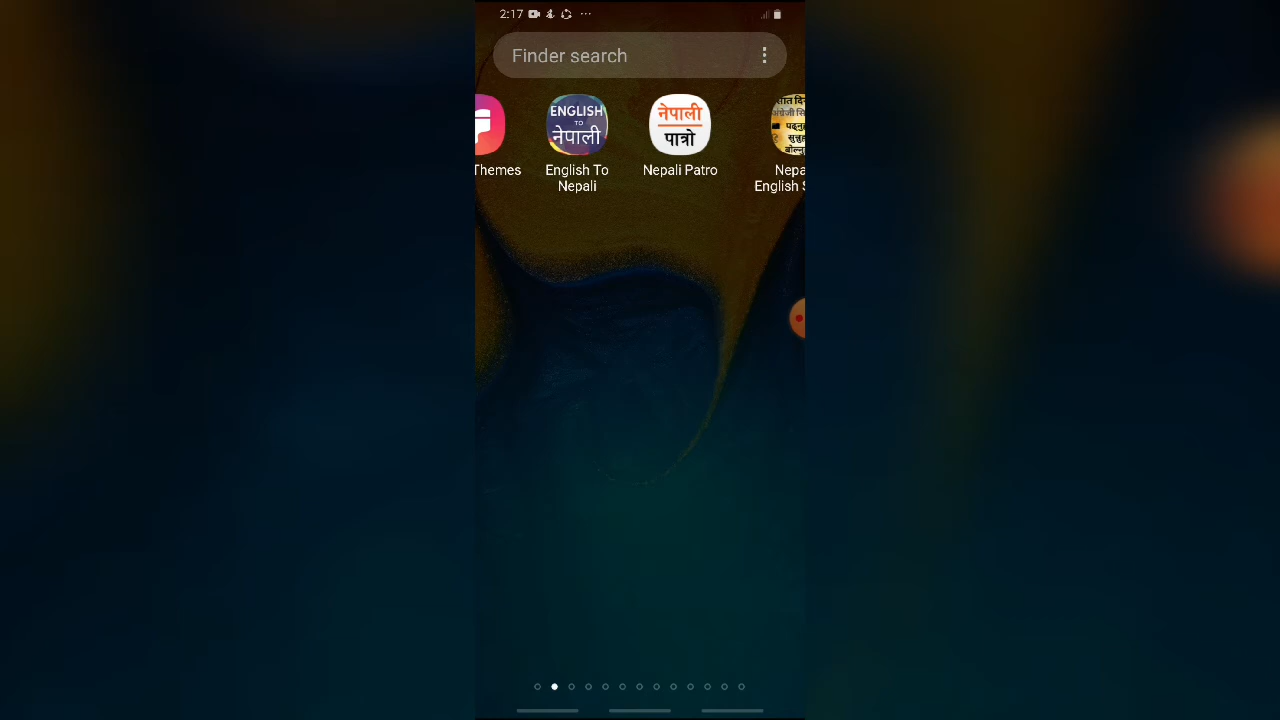 2:17
Finder search
ENGLISH
TO
नेपाली
नेपाली
पात्रो
Themes
English To
Nepali
Nepali Patro
Nepa
English S